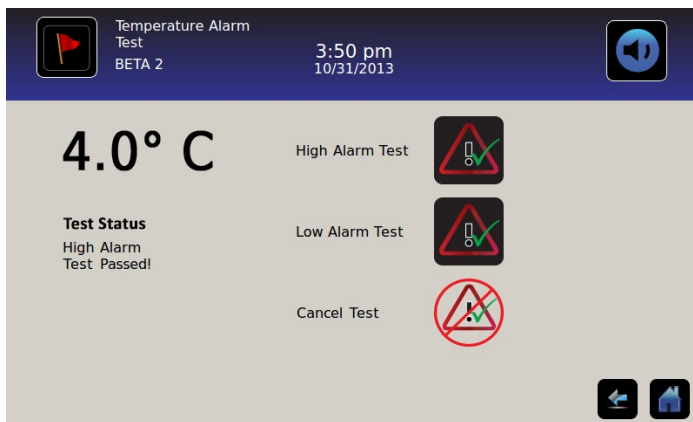 Temperature Alarm
Test
BETA 2
3:50 pm
10/31/2013
4.0° C
High Alarm Test
Test Status
High Alarm
Test Passed!
Low Alarm Test
Cancel Test